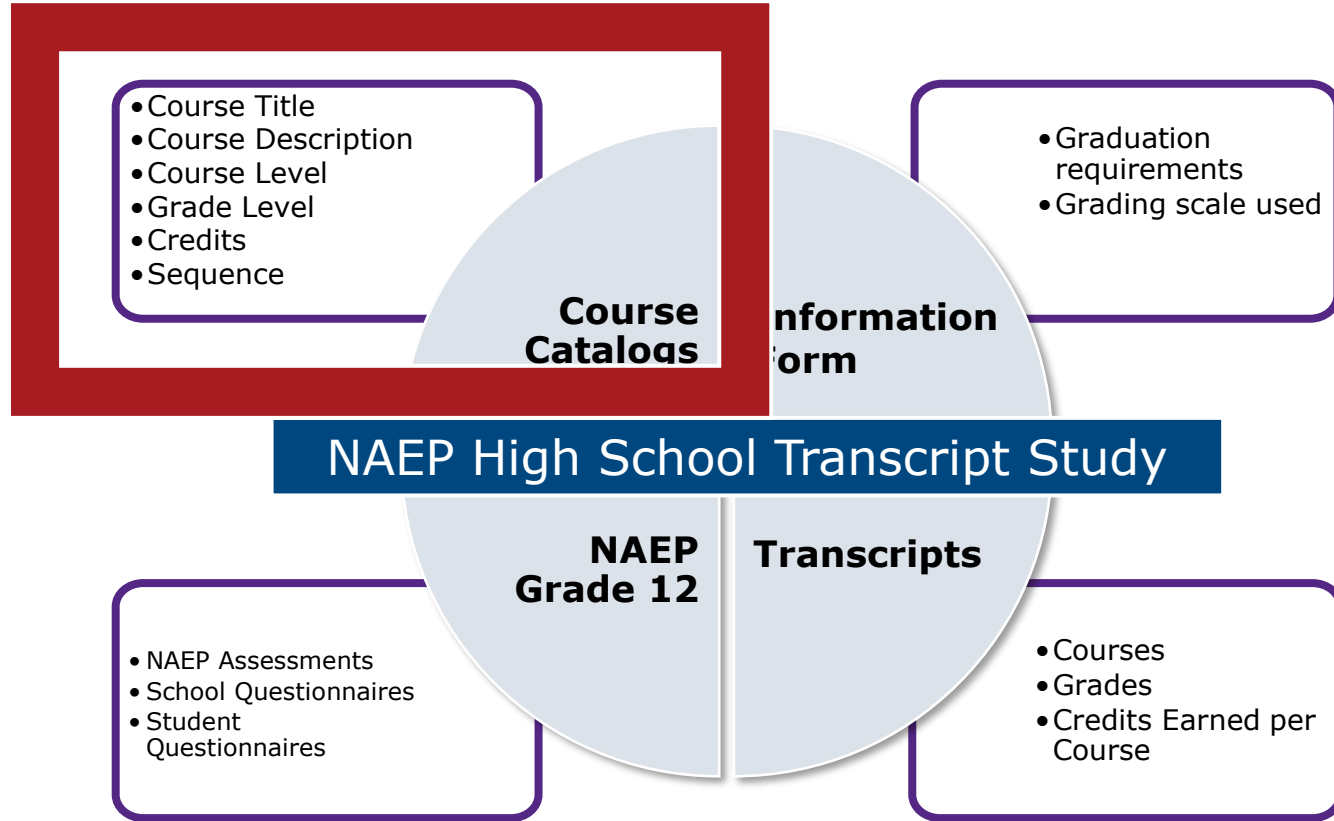 •Course Title
•Course Description
•Course Level
•Grade Level
•Credits
•Sequence
•Graduation
requirements
•Grading scale used
Course
Catalogs
nformation
Form
NAEP High School Transcript Study
NAEP
Grade 12
Transcripts
• NAEP Assessments
• School Questionnaires
• Student
Questionnaires
•Courses
•Grades
•Credits Earned per
Course